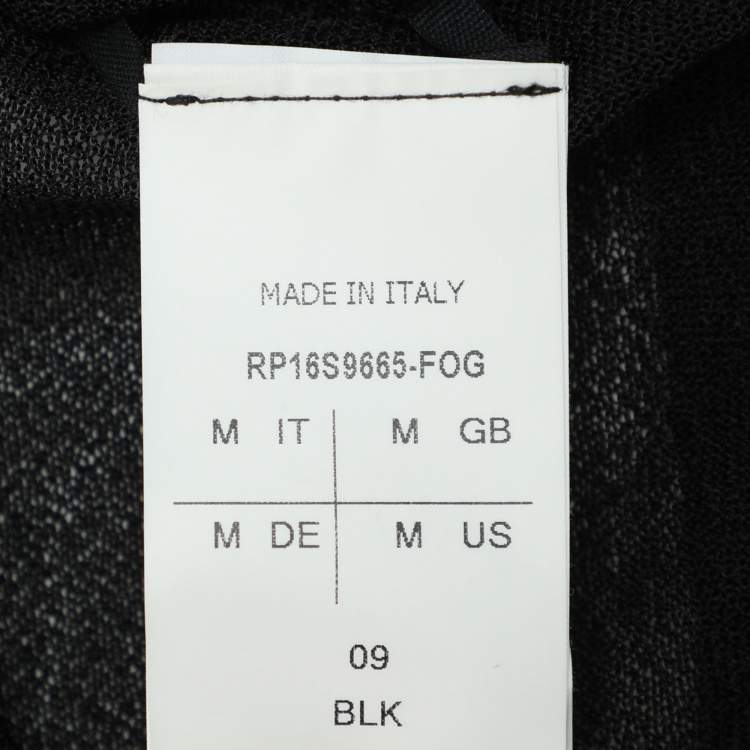 MADE IN ITALY
RP16S9665-FOG
M IT M GB
M DE M US
09
BLK